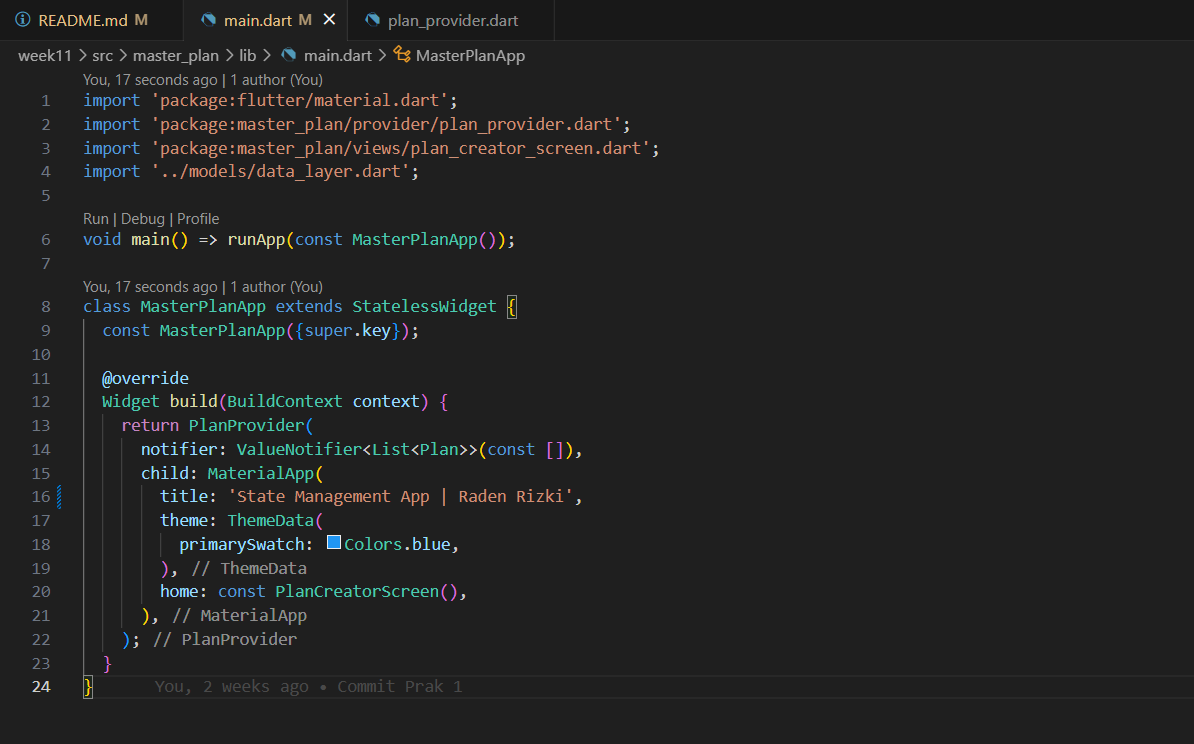 README.md M main.dart M plan_provider.dart
week11 > src > master_plan > lib > main.dart > MasterPlanApp
You, 17 seconds ago | 1 author (You)
1 import 'package:flutter/material.dart';
2 import 'package:master_plan/provider/plan_provider.dart';
3 import 'package:master_plan/views/plan_creator_screen.dart';
4 import '../models/data_layer.dart';
5
Run | Debug | Profile
6 void main() => runApp(const MasterPlanApp());
7
You, 17 seconds ago | 1 author (You)
8 class MasterPlanApp extends StatelessWidget {
9   const MasterPlanApp({super.key});
10
11   @override
12   Widget build(BuildContext context) {
13     return PlanProvider(
14       notifier: ValueNotifier<List<Plan>>(const []),
15       child: MaterialApp(
16         title: 'State Management App | Raden Rizki',
17         theme: ThemeData(
18           primarySwatch: Colors.blue,
19         ), // ThemeData
20         home: const PlanCreatorScreen(),
21       ), // MaterialApp
22     ); // PlanProvider
23   }
24 } You, 2 weeks ago • Commit Prak 1